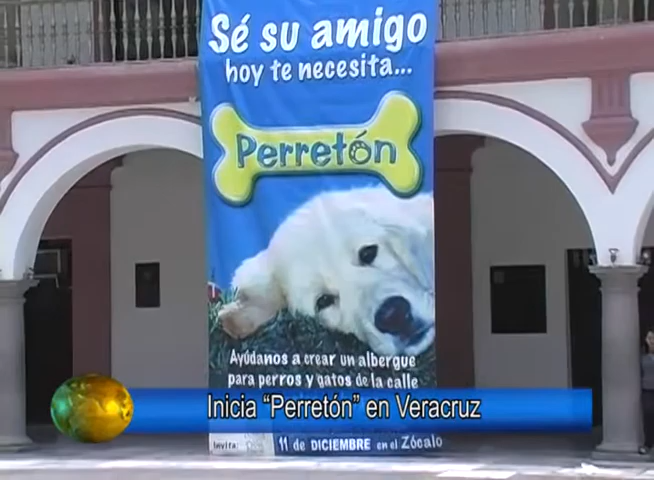 Sé su amigo
hoy te necesita...
Perretón
Ayúdanos a crear un albergue
para perros y gatos de la calle
Inicia “Perretón” en Veracruz
Invita:
11 de DICIEMBRE en el Zócalo